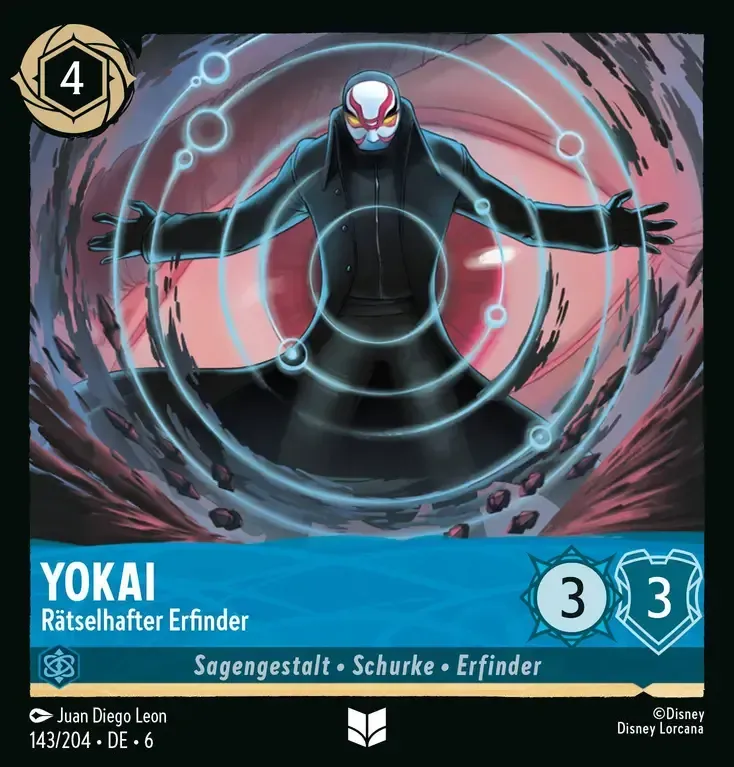 4
YOKAI
Rätselhafter Erfinder
3
3
Sagengestalt • Schurke • Erfinder
Juan Diego Leon
143/204 • DE • 6
©Disney
Disney Lorcana